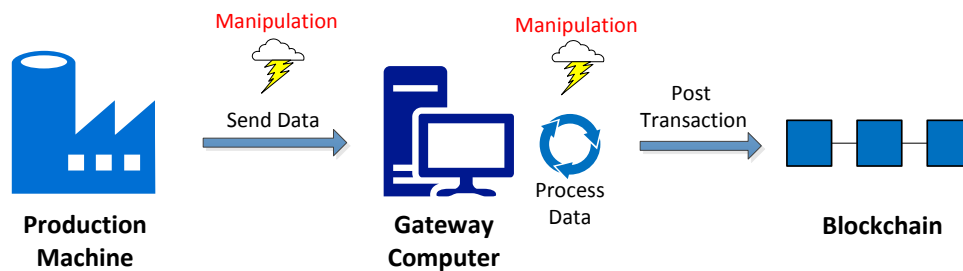 Manipulation
Send Data
Manipulation
Process
Data
Post
Transaction
Production
Machine
Gateway
Computer
Blockchain